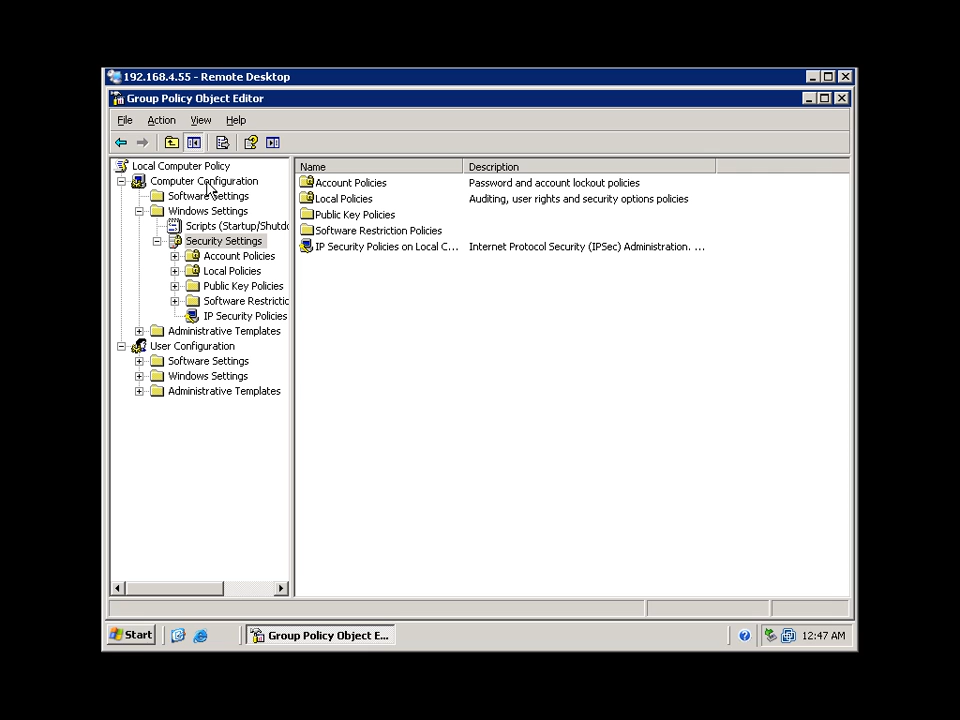 192.168.4.55 - Remote Desktop
Group Policy Object Editor
File Action View Help
Local Computer Policy
Computer Configuration
Software Settings
Windows Settings
Scripts (Startup/Shutdo
Security Settings
Account Policies
Local Policies
Public Key Policies
Software Restrictio
IP Security Policies
Administrative Templates
User Configuration
Software Settings
Windows Settings
Administrative Templates
Name Description
Account Policies Password and account lockout policies
Local Policies Auditing, user rights and security options policies
Public Key Policies
Software Restriction Policies
IP Security Policies on Local C... Internet Protocol Security (IPSec) Administration. ...
Start Group Policy Object E... 12:47 AM